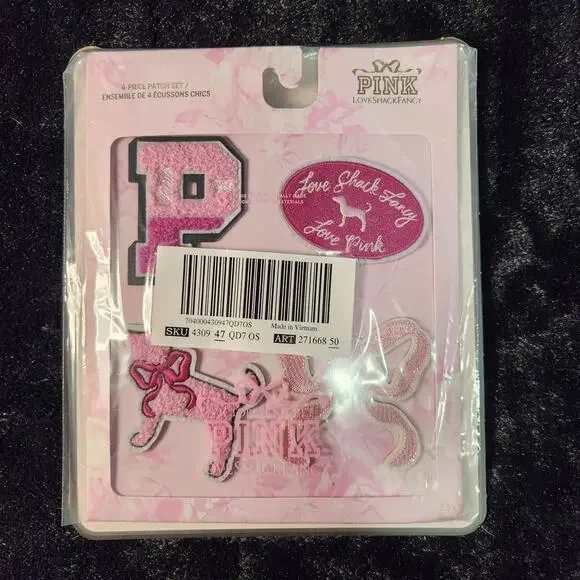 4-PIECE PATCH SET /
ENSEMBLE DE 4 ÉCUSSONS CHICS
PINK
LOVESHACKFANCY
P
Love Shack Fancy
Love Pink
704000430947QD7OS
Made in Vietnam
SKU 4309 47 QD7 OS
ART 271668 50
PINK
LOVESHACKFANCY